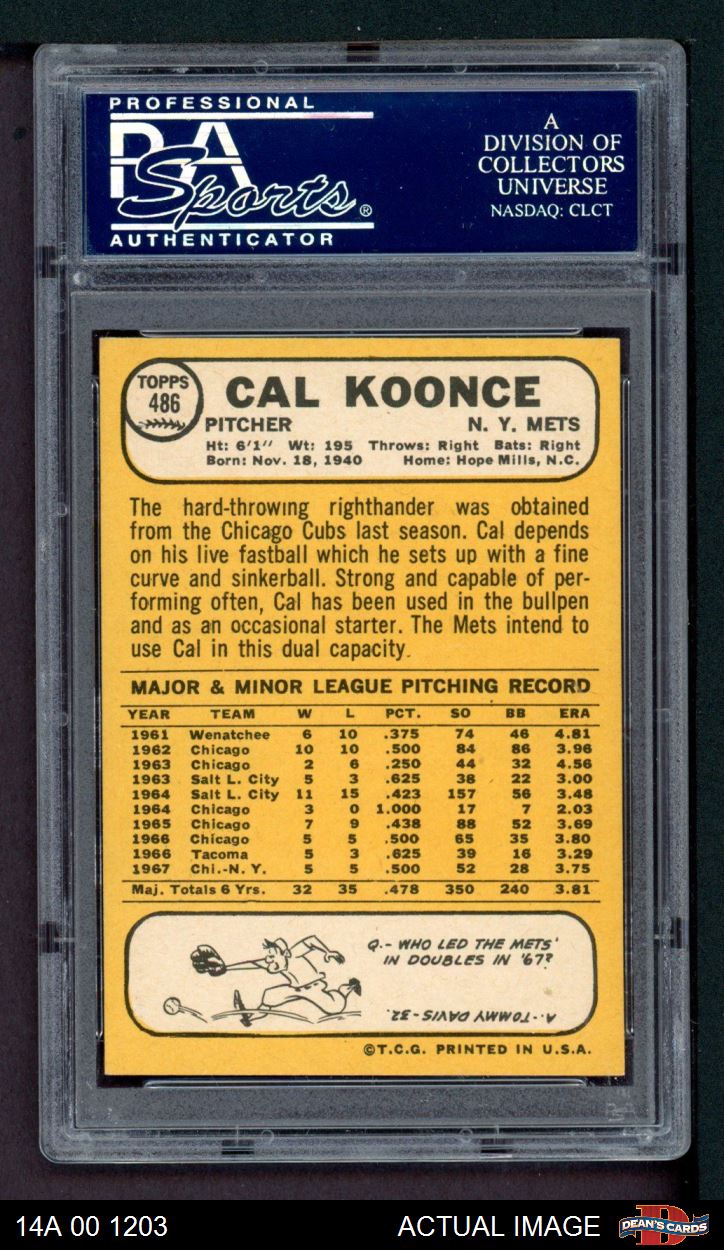 PROFESSIONAL
PSA
Sports®
AUTHENTICATOR
A
DIVISION OF
COLLECTORS
UNIVERSE
NASDAQ: CLCT
TOPPS
486
CAL KOONCE
PITCHER N. Y. METS
Ht: 6'1" Wt: 195 Throws: Right Bats: Right
Born: Nov. 18, 1940 Home: Hope Mills, N.C.
The hard-throwing righthander was obtained
from the Chicago Cubs last season. Cal depends
on his live fastball which he sets up with a fine
curve and sinkerball. Strong and capable of per-
forming often, Cal has been used in the bullpen
and as an occasional starter. The Mets intend to
use Cal in this dual capacity.
MAJOR & MINOR LEAGUE PITCHING RECORD
YEAR TEAM W L PCT. SO BB ERA
1961 Wenatchee 6 10 .375 74 46 4.81
1962 Chicago 10 10 .500 84 86 3.96
1963 Chicago 2 6 .250 44 32 4.56
1963 Salt L. City 5 3 .625 38 22 3.00
1964 Salt L. City 11 15 .423 157 56 3.48
1964 Chicago 3 0 1.000 17 7 2.03
1965 Chicago 7 9 .438 88 52 3.69
1966 Chicago 5 5 .500 65 35 3.80
1966 Tacoma 5 3 .625 39 16 3.29
1967 Chi.-N. Y. 5 5 .500 52 28 3.75
Maj. Totals 6 Yrs. 32 35 .478 350 240 3.81
Q.- WHO LED THE METS'
IN DOUBLES IN '67?
A.- TOMMY DAVIS - 32.
©T.C.G. PRINTED IN U.S.A.
14A 00 1203 ACTUAL IMAGE
DEAN'S CARDS